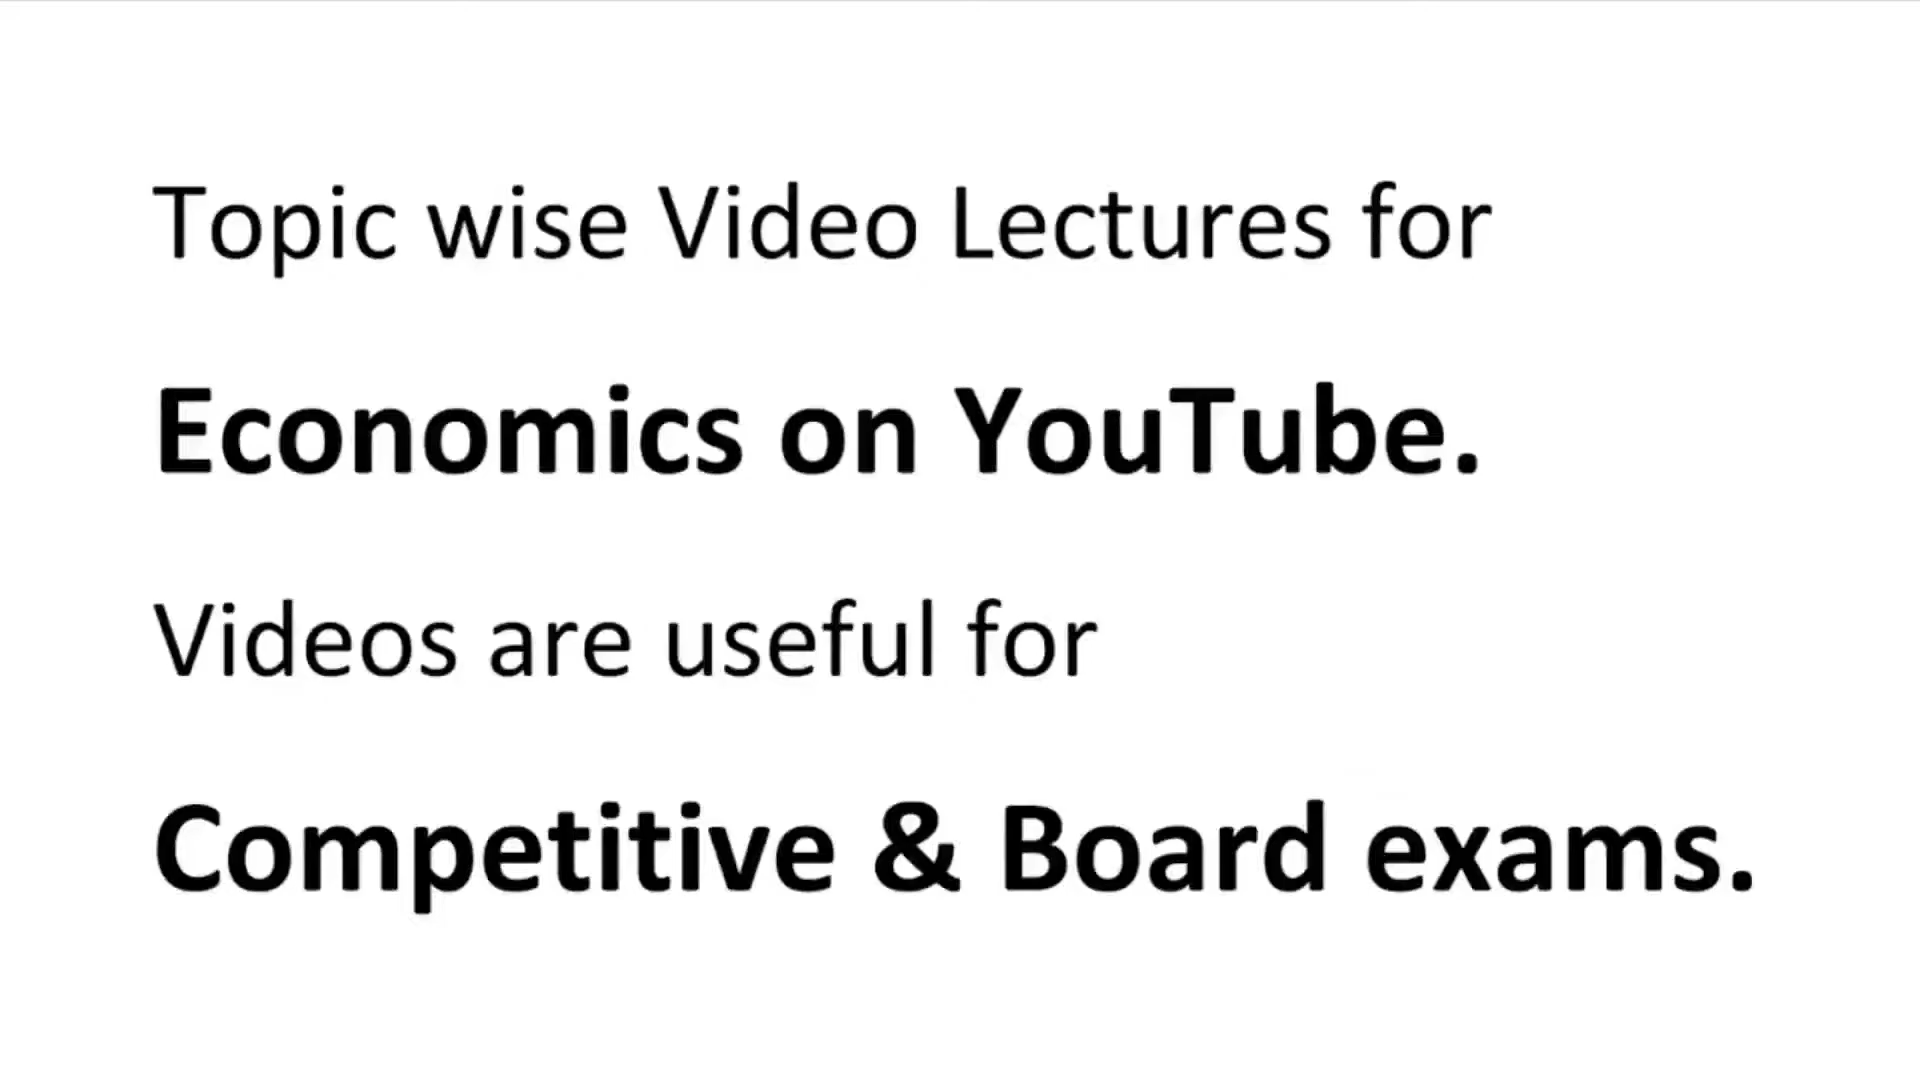 Topic wise Video Lectures for
Economics on YouTube.
Videos are useful for
Competitive & Board exams.